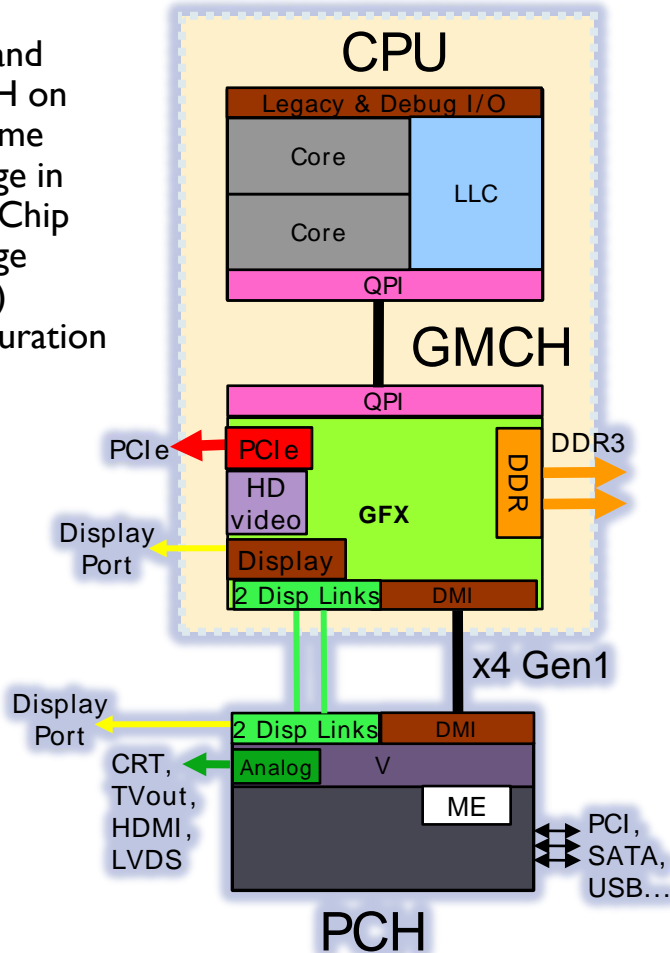 and
H on
me
ge in
Chip
ge
)
uration
CPU
Legacy & Debug I/O
Core
LLC
Core
QPI
GMCH
QPI
PCIe
PCIe
DDR
DDR3
HD
video
GFX
Display
Port
Display
2 Disp Links
DMI
x4 Gen1
Display
Port
2 Disp Links
DMI
CRT,
TVout,
HDMI,
LVDS
Analog
V
ME
PCI,
SATA,
USB...
PCH